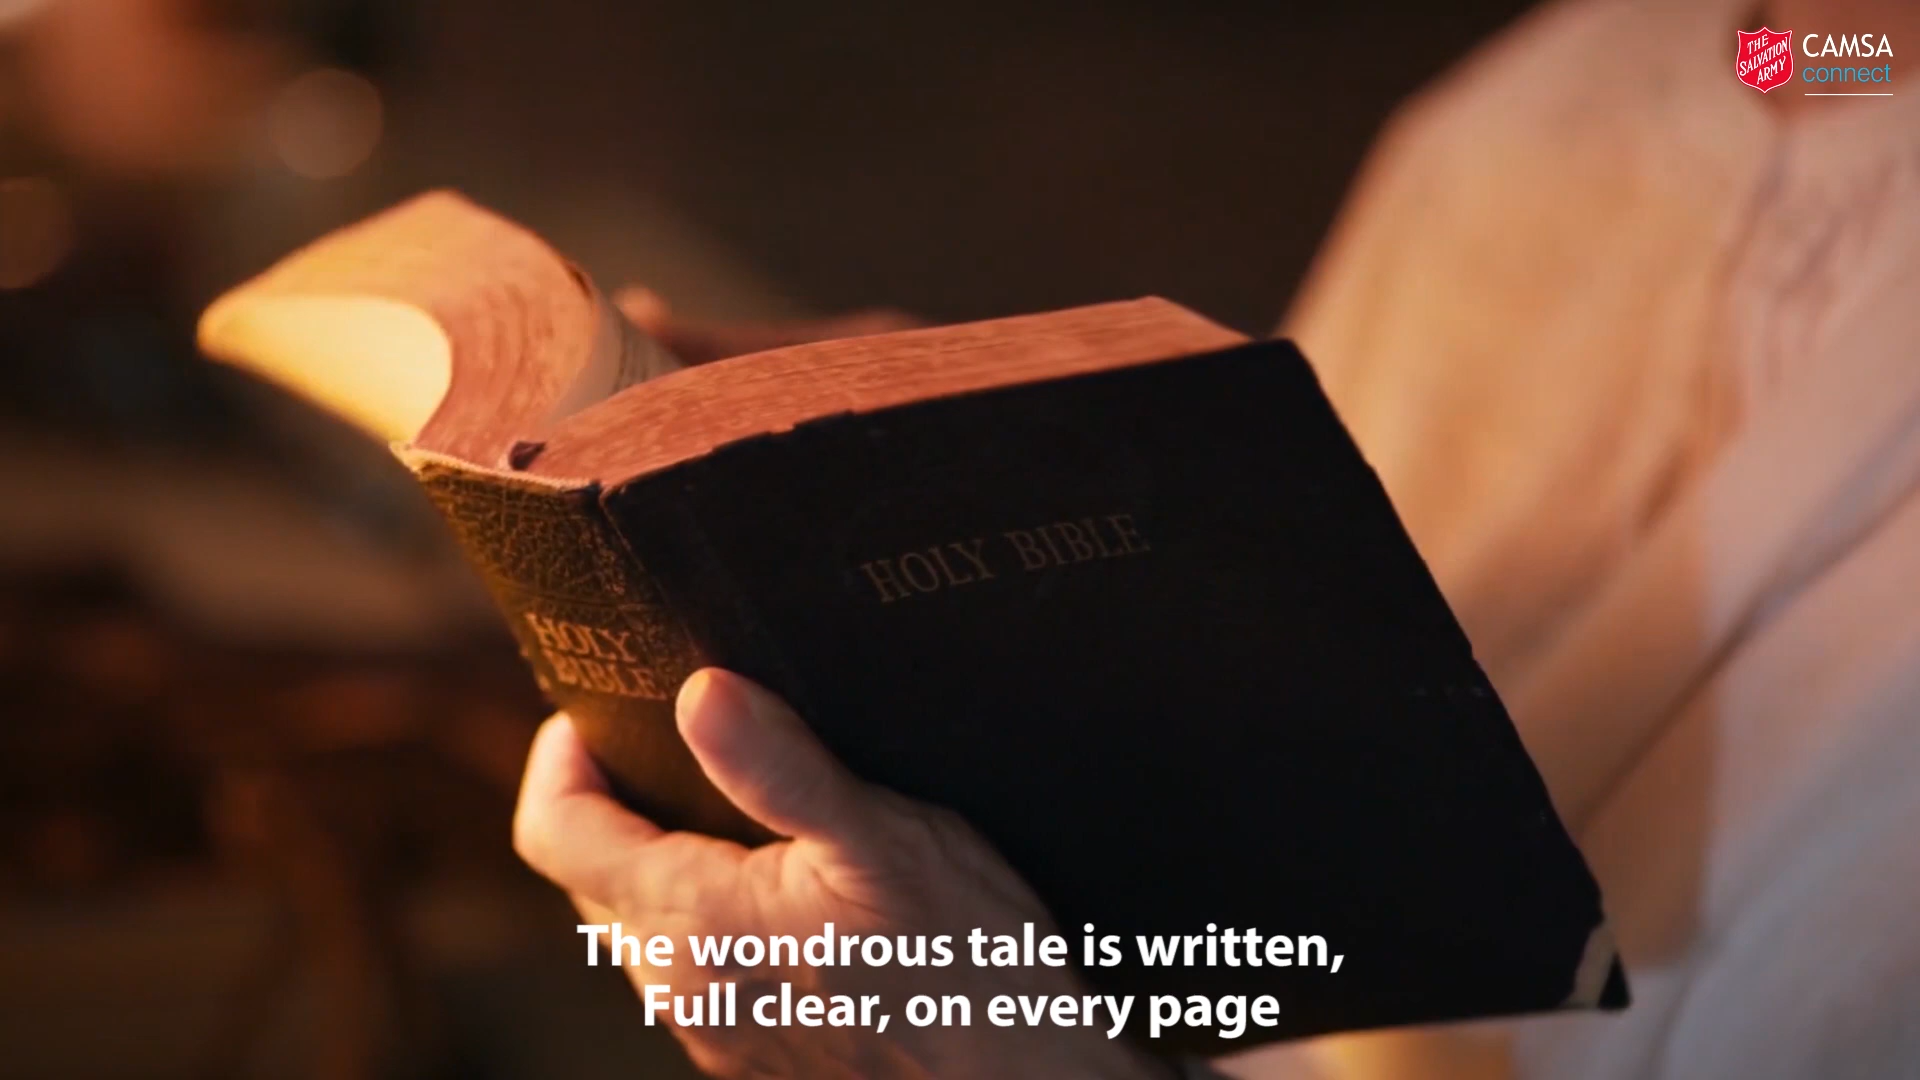 THE
SALVATION
ARMY
CAMSA
connect
HOLY BIBLE
HOLY
BIBLE
The wondrous tale is written,
Full clear, on every page